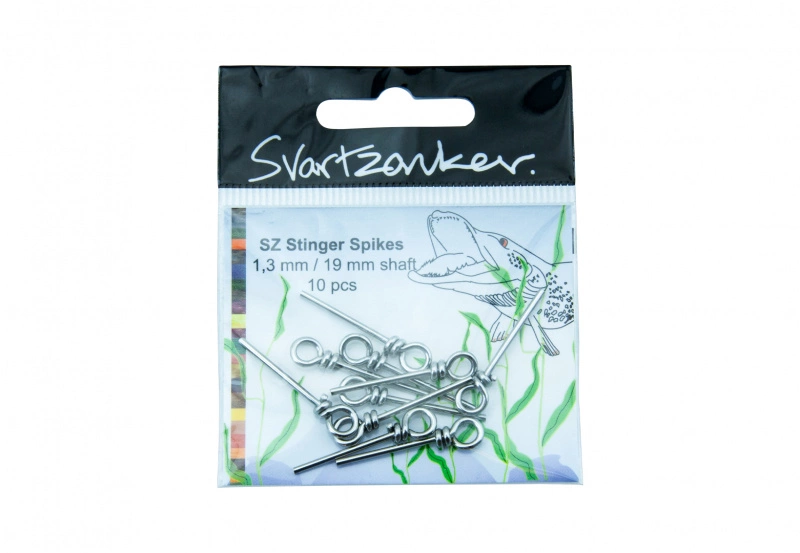 Svartzonker.
SZ Stinger Spikes
1,3 mm / 19 mm shaft
10 pcs